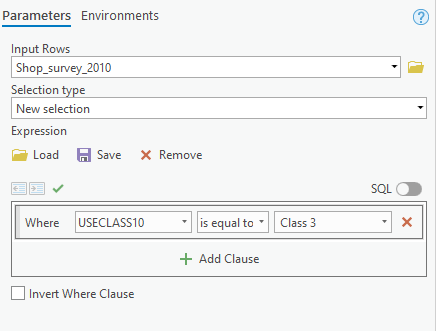 Parameters Environments
Input Rows
Shop_survey_2010
Selection type
New selection
Expression
Load Save Remove
SQL
Where USECLASS10 is equal to Class 3
Add Clause
Invert Where Clause